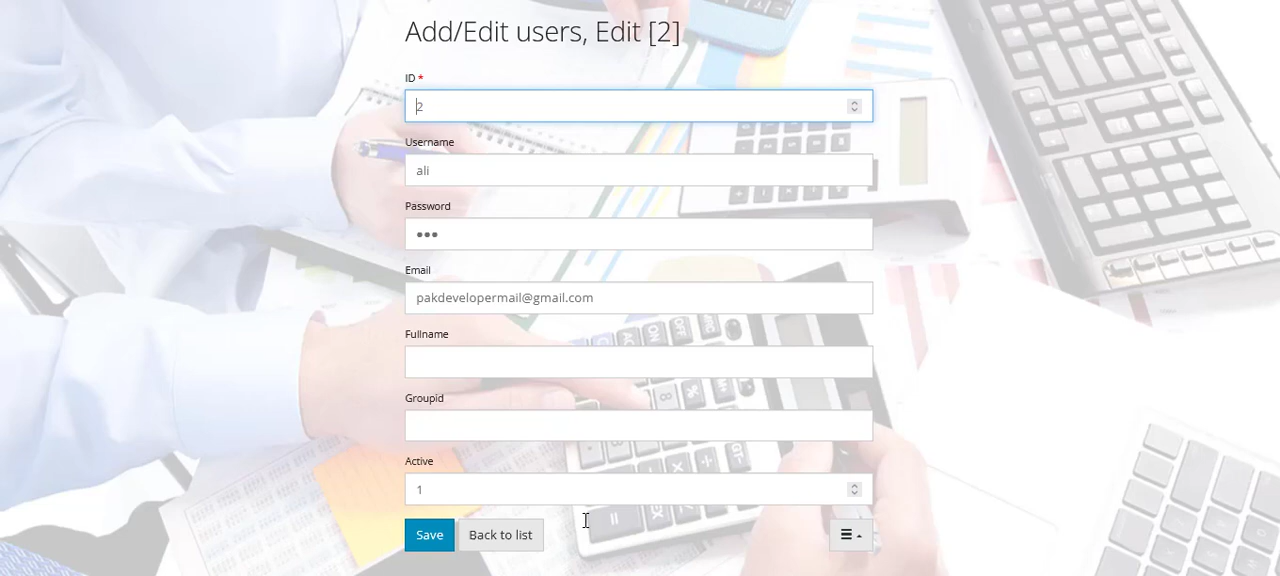 Add/Edit users, Edit [2]
ID *
2
Username
ali
Password
•••
Email
pakdevelopermail@gmail.com
Fullname
Groupid
Active
1
Save Back to list